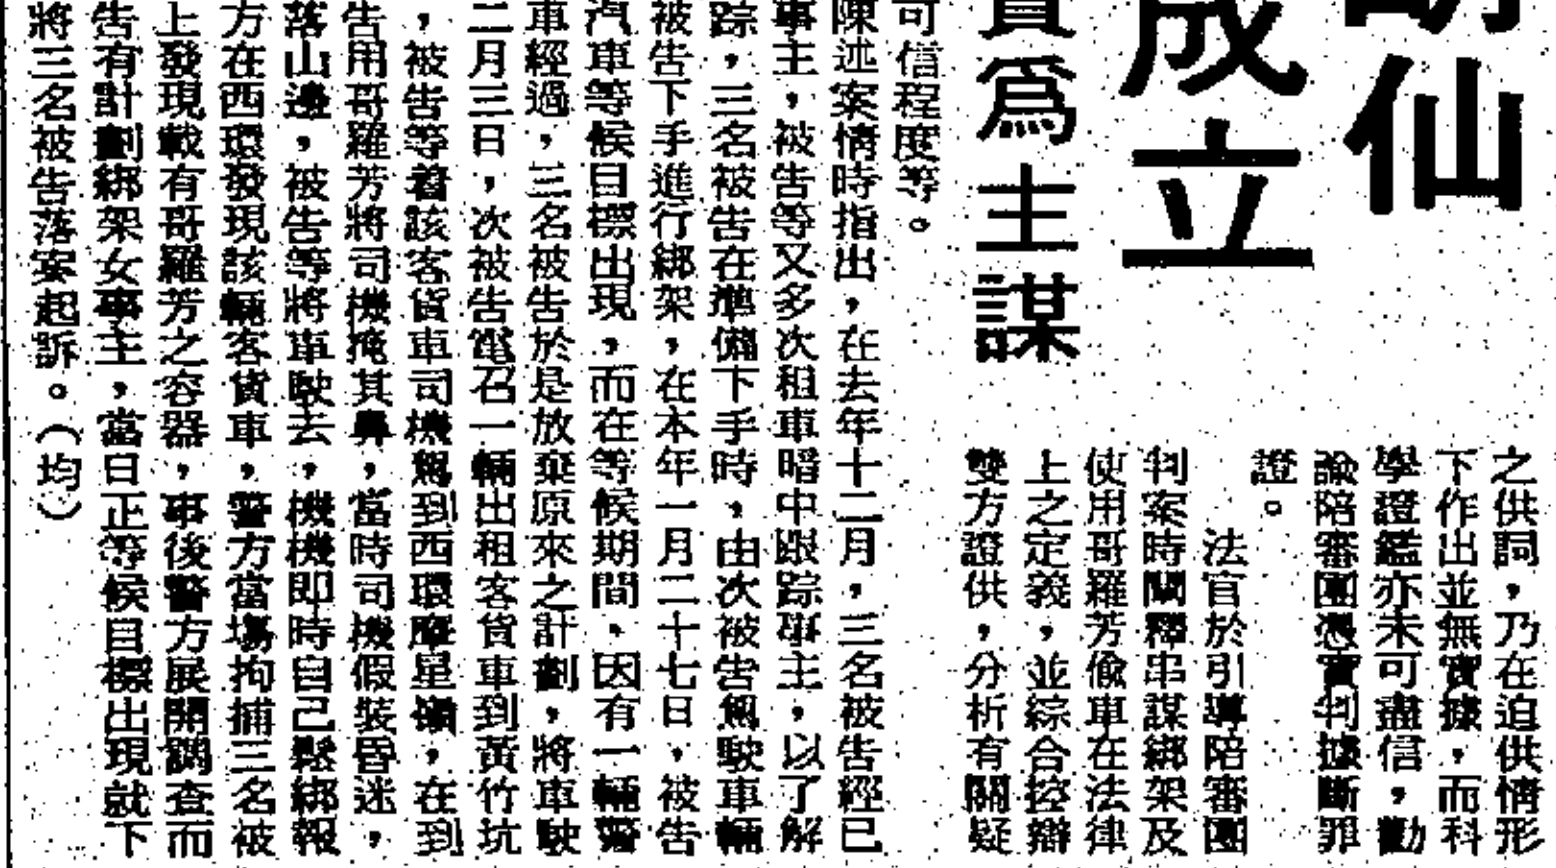 胡仙
成立
實為主謀
之供詞，乃在迫供情形
下作出並無實據，而科
學證鑑亦未可盡信，勸
諭陪審團憑實判據斷罪
證。
法官於引導陪審團
判案時闡釋串謀綁架及
使用哥羅芳偷車在法律
上之定義，並綜合控辯
雙方證供，分析有關疑
可信程度等。
陳述案情時指出，在去年十二月，三名被告經已
事主，被告等又多次租車暗中跟踪事主，以了解
踪，三名被告在準備下手時，由次被告駕駛車輛
被告下手進行綁架，在本年一月二十七日，被告
汽車等候目標出現，而在等候期間，因有一輛警
車經過，三名被告於是放棄原來之計劃，將車駛
二月三日，次被告電召一輛出租客貨車到黃竹坑
，被告等着該客貨車司機駕到西環摩星嶺，在到
告用哥羅芳將司機掩其鼻，當時司機假裝昏迷，
落山邊，被告等將車駛去，機機即時自己鬆綁報
方在西環發現該輛客貨車，警方當塲拘捕三名被
上發現載有哥羅芳之容器，事後警方展開調查而
告有計劃綁架女事主，當日正等候目標出現就下
將三名被告落案起訴。（均）